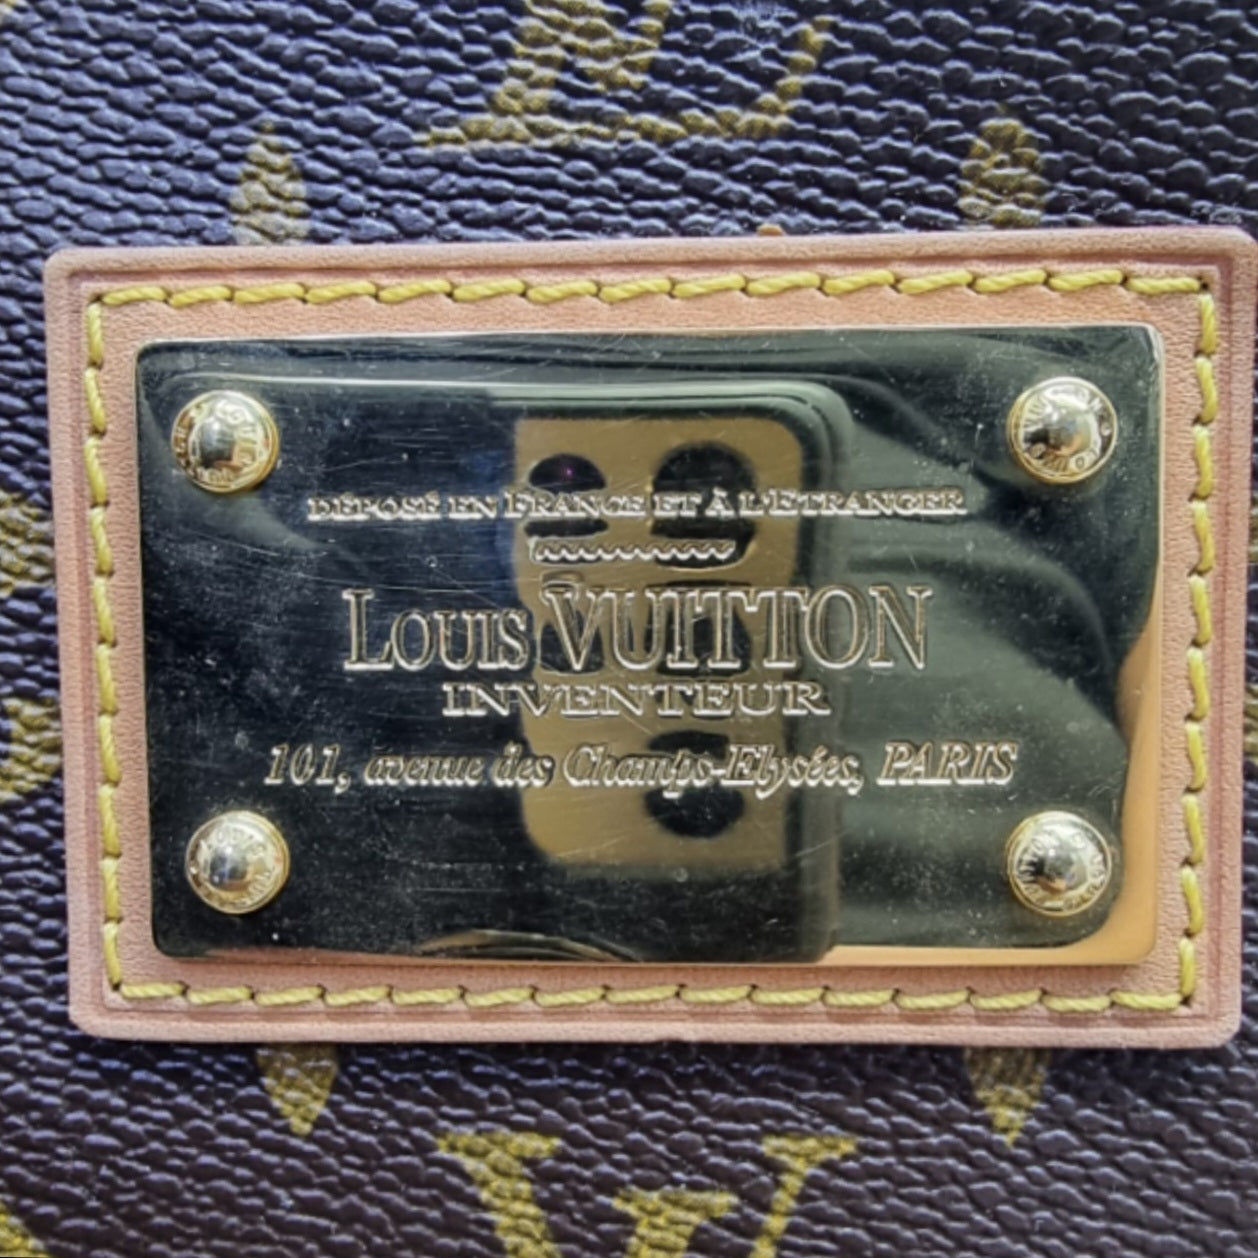 DÉPOSÉ EN FRANCE ET À L'ETRANGER
LOUIS VUITTON
INVENTEUR
101, avenue des Champs-Elysées, PARIS